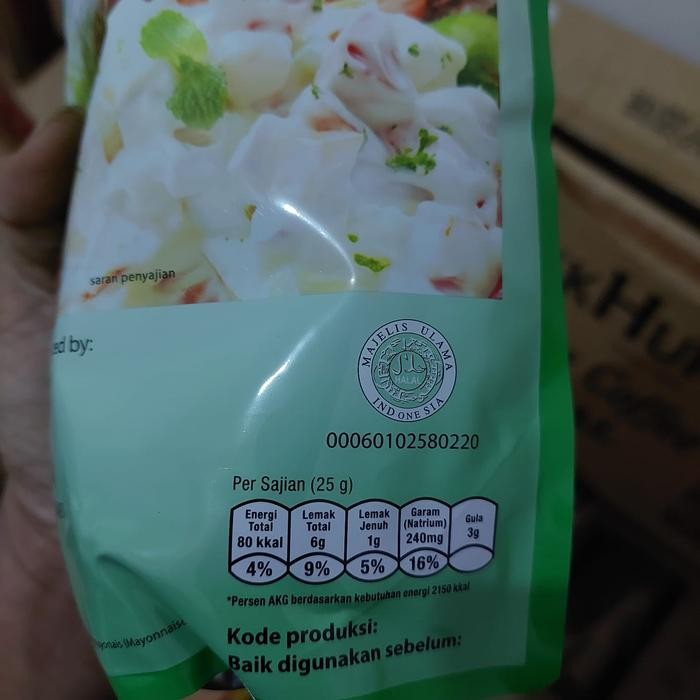 saran penyajian
ed by:
MAJELIS ULAMA
HALAL
INDONESIA
00060102580220
Per Sajian (25 g)
Energi Total 80 kkal 4%
Lemak Total 6g 9%
Lemak Jenuh 1g 5%
Garam (Natrium) 240mg 16%
Gula 3g
*Persen AKG berdasarkan kebutuhan energi 2150 kkal
(Mayonnaise
Kode produksi:
Baik digunakan sebelum: